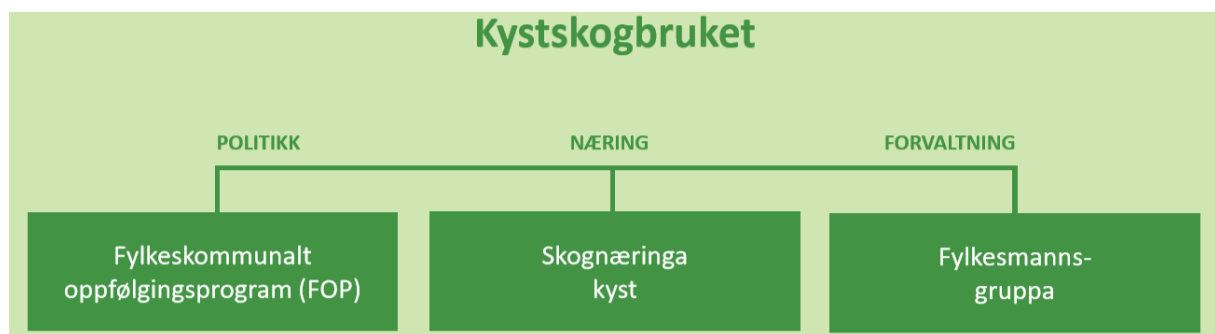 Kystskogbruket
POLITIKK
NÆRING
FORVALTNING
Fylkeskommunalt
oppfølgingsprogram (FOP)
Skognæringa
kyst
Fylkesmanns-
gruppa